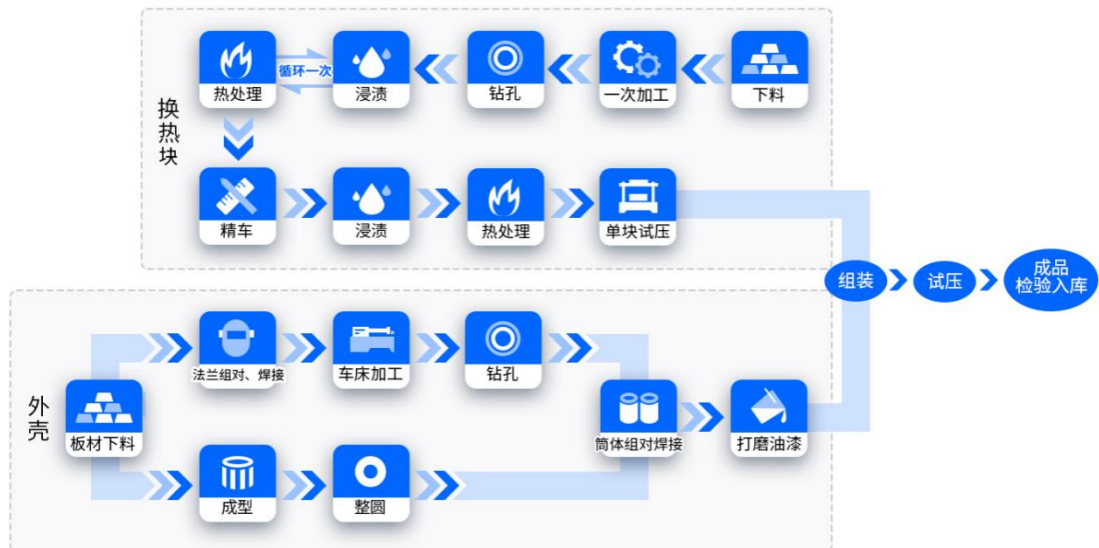 换热块
热处理
循环一次
浸渍
钻孔
一次加工
下料
精车
浸渍
热处理
单块试压
组装
试压
成品
检验入库
外壳
板材下料
法兰组对、焊接
车床加工
钻孔
筒体组对焊接
打磨油漆
成型
整圆